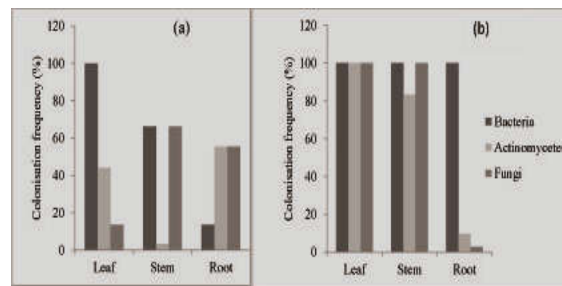 (a)
Colonisation frequency (%)
120
100
80
60
40
20
0
Leaf Stem Root
(b)
Colonisation frequency (%)
120
100
80
60
40
20
0
Leaf Stem Root
Bacteria
Actinomycete
Fungi